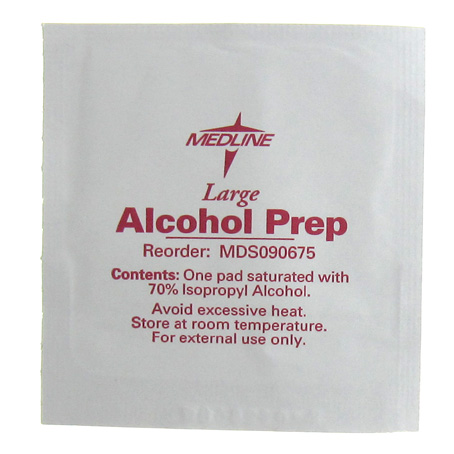 MEDLINE
Large
Alcohol Prep
Reorder: MDS090675
Contents: One pad saturated with
70% Isopropyl Alcohol.
Avoid excessive heat.
Store at room temperature.
For external use only.